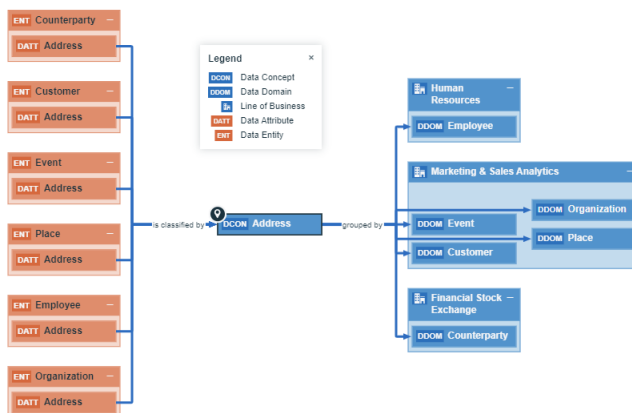 ENT Counterparty
DATT Address
ENT Customer
DATT Address
ENT Event
DATT Address
ENT Place
DATT Address
ENT Employee
DATT Address
ENT Organization
DATT Address
Legend ×
DCON Data Concept
DDOM Data Domain
Line of Business
DATT Data Attribute
ENT Data Entity
is classified by
DCON Address
grouped by
Human
Resources
DDOM Employee
Marketing & Sales Analytics
DDOM Organization
DDOM Event
DDOM Place
DDOM Customer
Financial Stock
Exchange
DDOM Counterparty